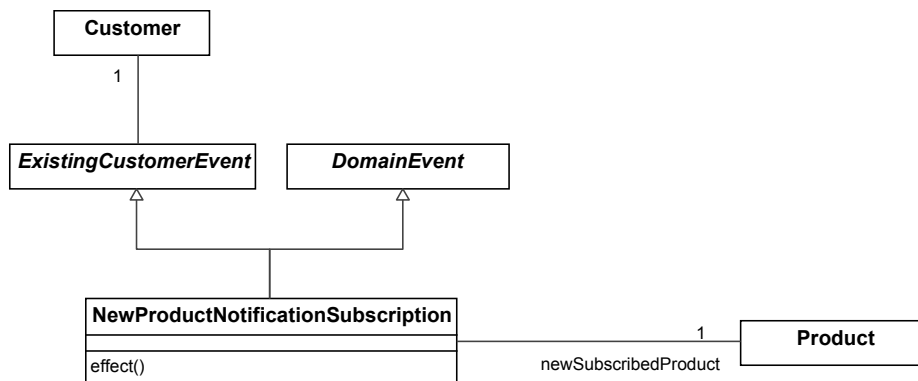 Customer
1
ExistingCustomerEvent
DomainEvent
NewProductNotificationSubscription
effect()
1
newSubscribedProduct
Product